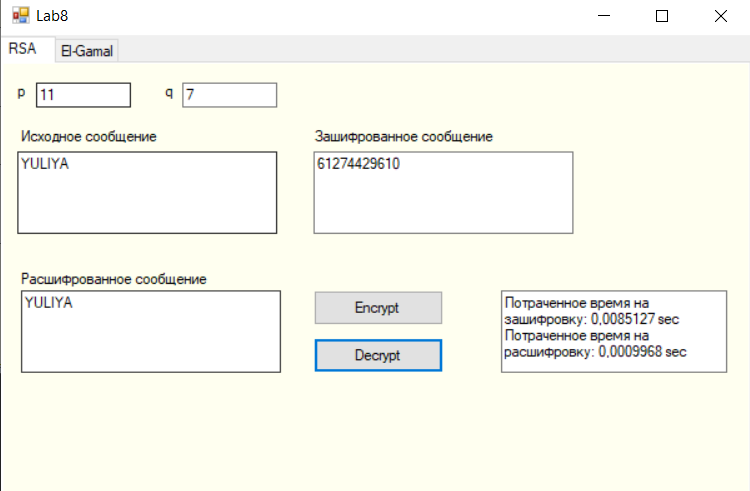 Lab8
RSA El-Gamal
p 11 q 7
Исходное сообщение Зашифрованное сообщение
YULIYA 61274429610
Расшифрованное сообщение
YULIYA
Encrypt
Decrypt
Потраченное время на
зашифровку: 0,0085127 sec
Потраченное время на
расшифровку: 0,0009968 sec